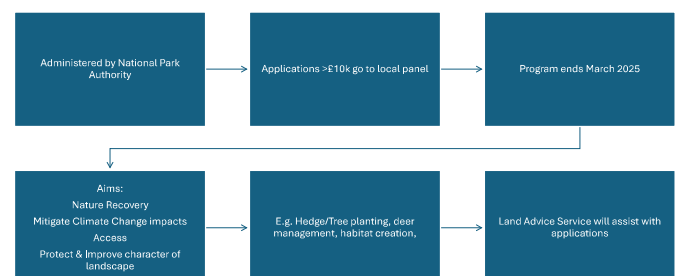 Administered by National Park
Authority
Applications >£10k go to local panel
Program ends March 2025
Aims:
Nature Recovery
Mitigate Climate Change impacts
Access
Protect & Improve character of
landscape
E.g. Hedge/Tree planting, deer
management, habitat creation,
Land Advice Service will assist with
applications